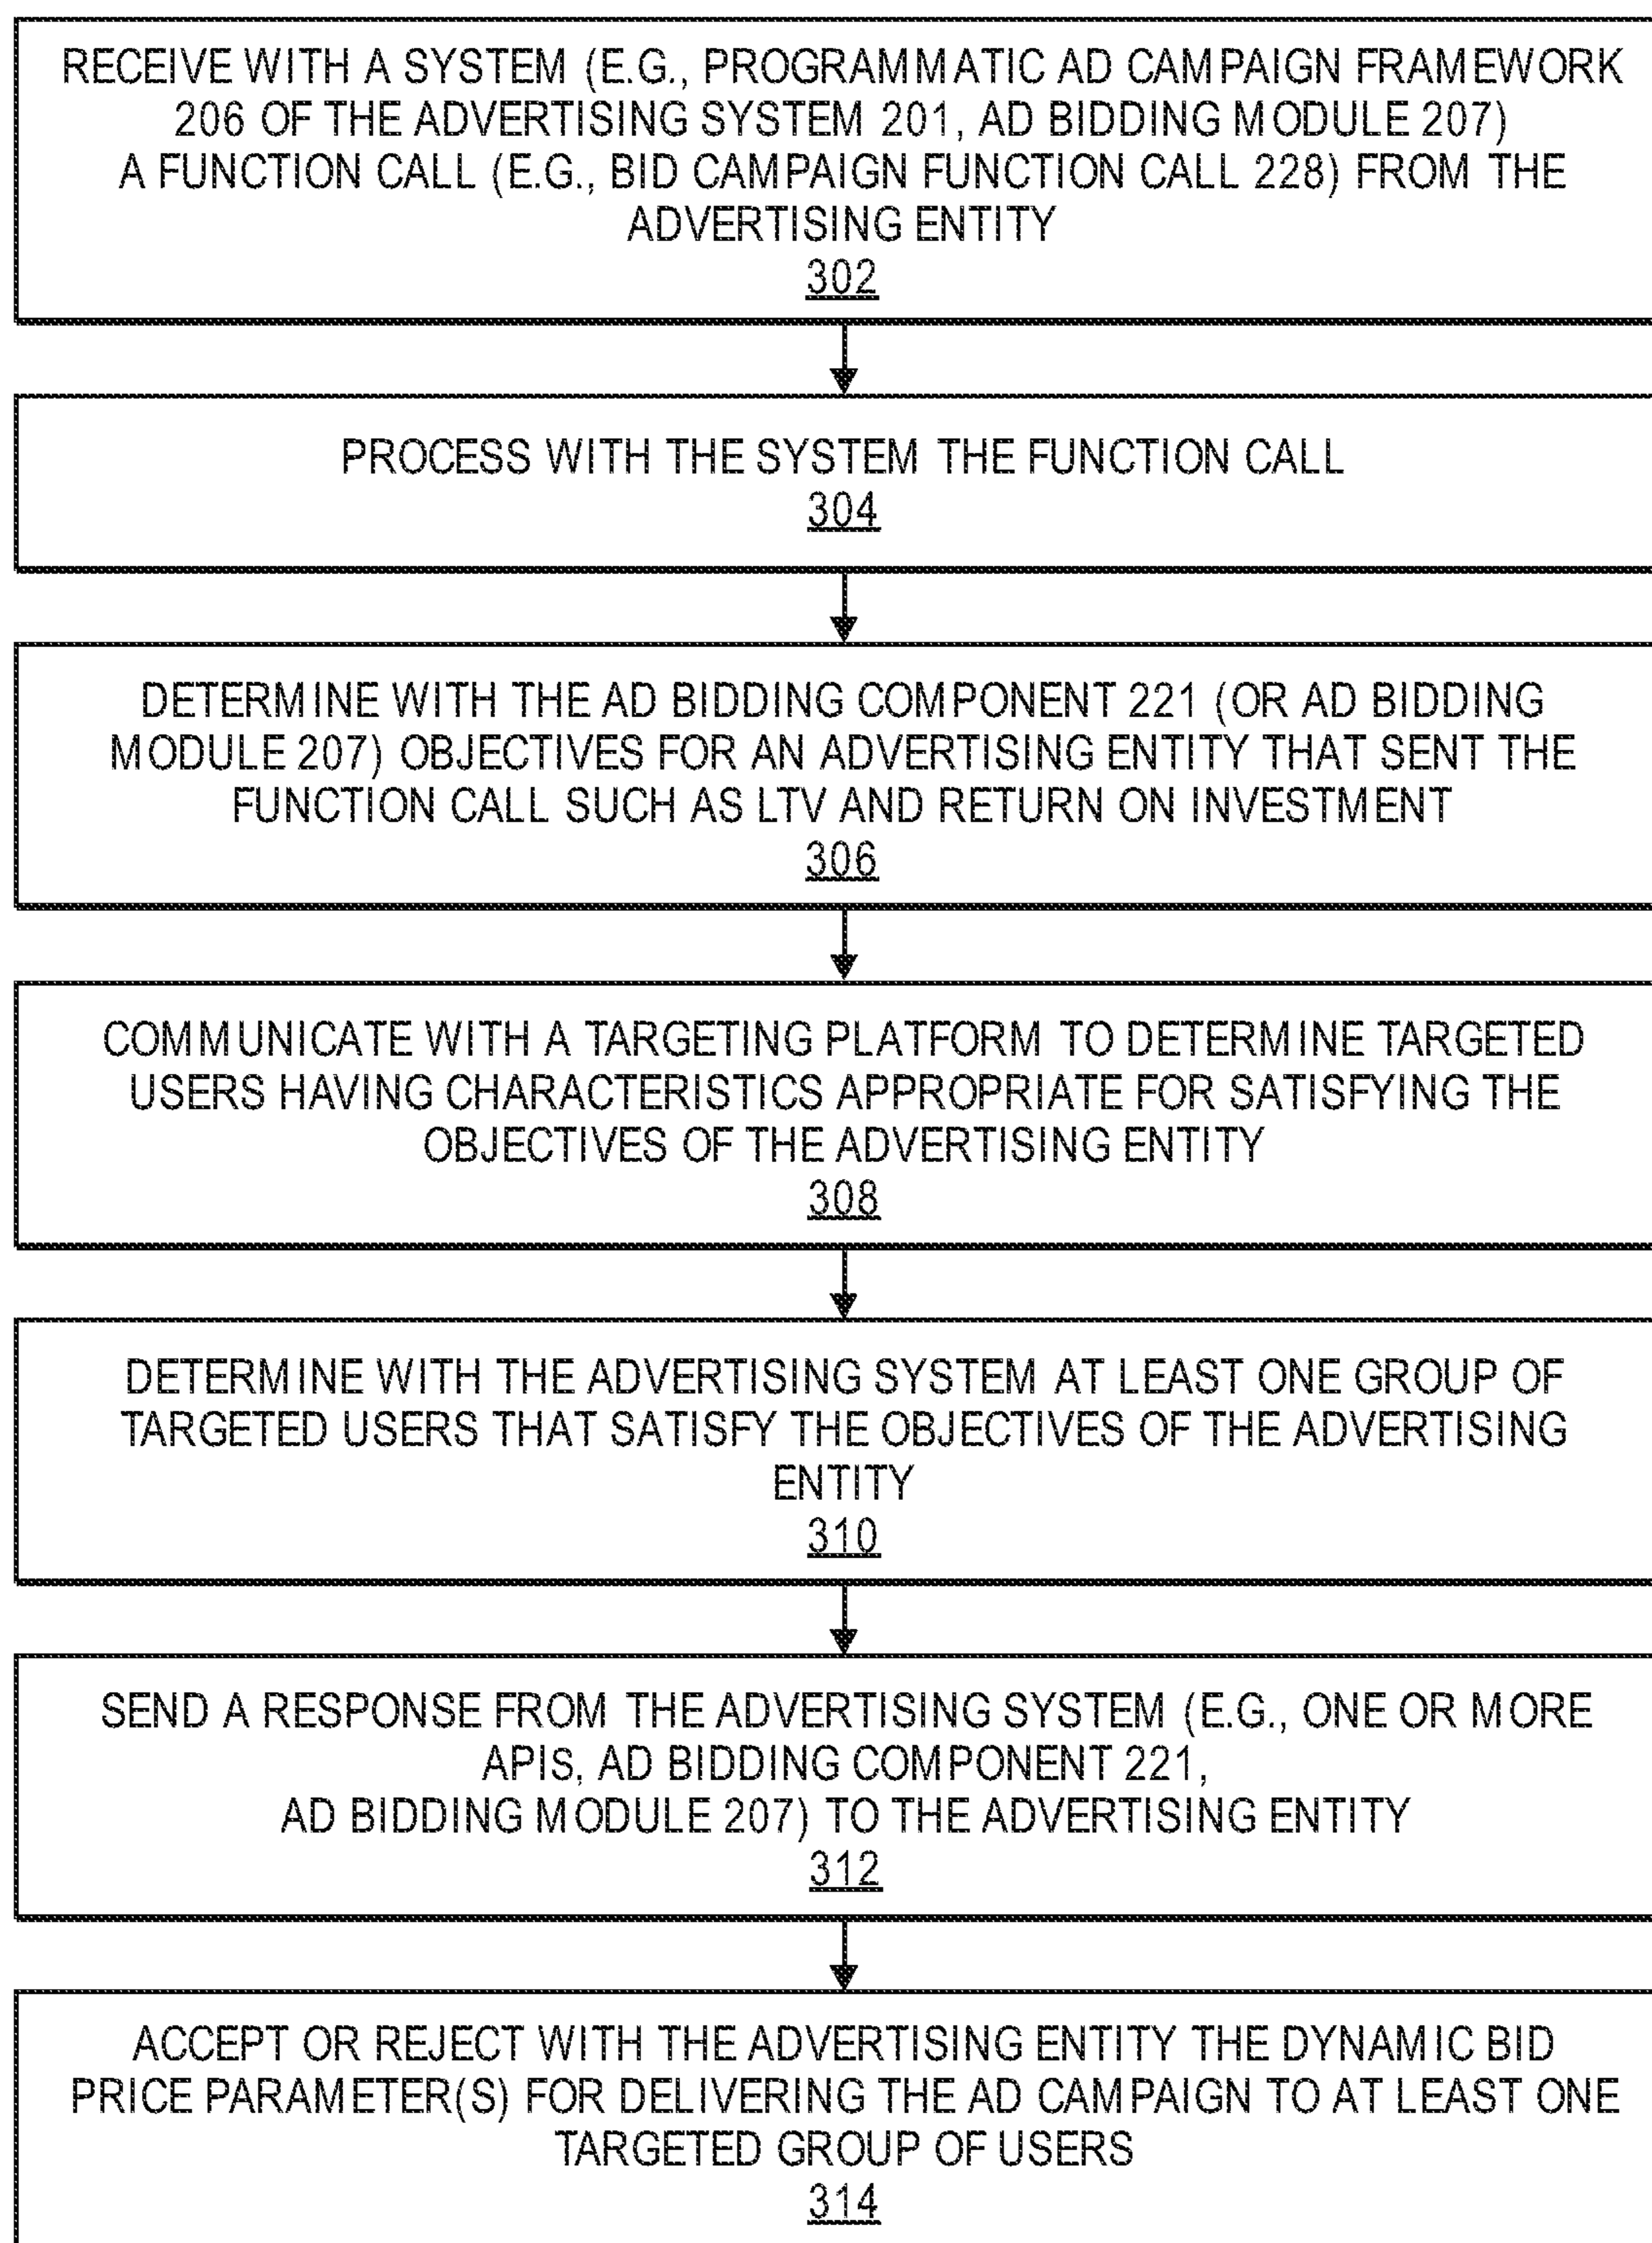 RECEIVE WITH A SYSTEM (E.G., PROGRAMMATIC AD CAMPAIGN FRAMEWORK
206 OF THE ADVERTISING SYSTEM 201, AD BIDDING MODULE 207)
A FUNCTION CALL (E.G., BID CAMPAIGN FUNCTION CALL 228) FROM THE
ADVERTISING ENTITY
302
PROCESS WITH THE SYSTEM THE FUNCTION CALL
304
DETERMINE WITH THE AD BIDDING COMPONENT 221 (OR AD BIDDING
MODULE 207) OBJECTIVES FOR AN ADVERTISING ENTITY THAT SENT THE
FUNCTION CALL SUCH AS LTV AND RETURN ON INVESTMENT
306
COMMUNICATE WITH A TARGETING PLATFORM TO DETERMINE TARGETED
USERS HAVING CHARACTERISTICS APPROPRIATE FOR SATISFYING THE
OBJECTIVES OF THE ADVERTISING ENTITY
308
DETERMINE WITH THE ADVERTISING SYSTEM AT LEAST ONE GROUP OF
TARGETED USERS THAT SATISFY THE OBJECTIVES OF THE ADVERTISING
ENTITY
310
SEND A RESPONSE FROM THE ADVERTISING SYSTEM (E.G., ONE OR MORE
APIS, AD BIDDING COMPONENT 221,
AD BIDDING MODULE 207) TO THE ADVERTISING ENTITY
312
ACCEPT OR REJECT WITH THE ADVERTISING ENTITY THE DYNAMIC BID
PRICE PARAMETER(S) FOR DELIVERING THE AD CAMPAIGN TO AT LEAST ONE
TARGETED GROUP OF USERS
314